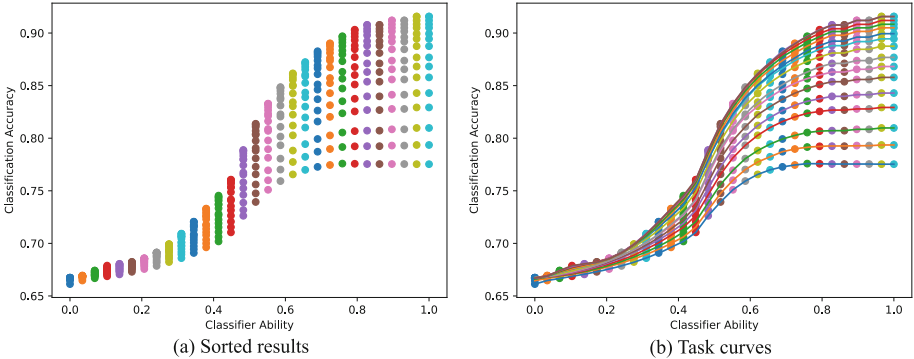 0.90
0.85
0.80
0.75
0.70
0.65
Classification Accuracy
0.0 0.2 0.4 0.6 0.8 1.0
Classifier Ability
(a) Sorted results
0.90
0.85
0.80
0.75
0.70
0.65
Classification Accuracy
0.0 0.2 0.4 0.6 0.8 1.0
Classifier Ability
(b) Task curves